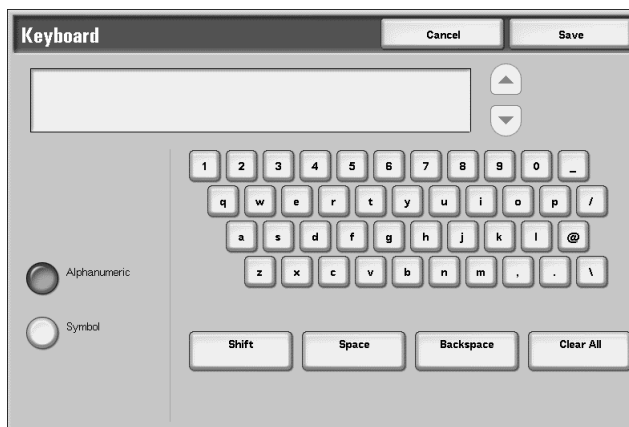 Keyboard Cancel Save
1 2 3 4 5 6 7 8 9 0 _
q w e r t y u i o p /
a s d f g h j k l @
z x c v b n m , . \
Alphanumeric
Symbol
Shift Space Backspace Clear All